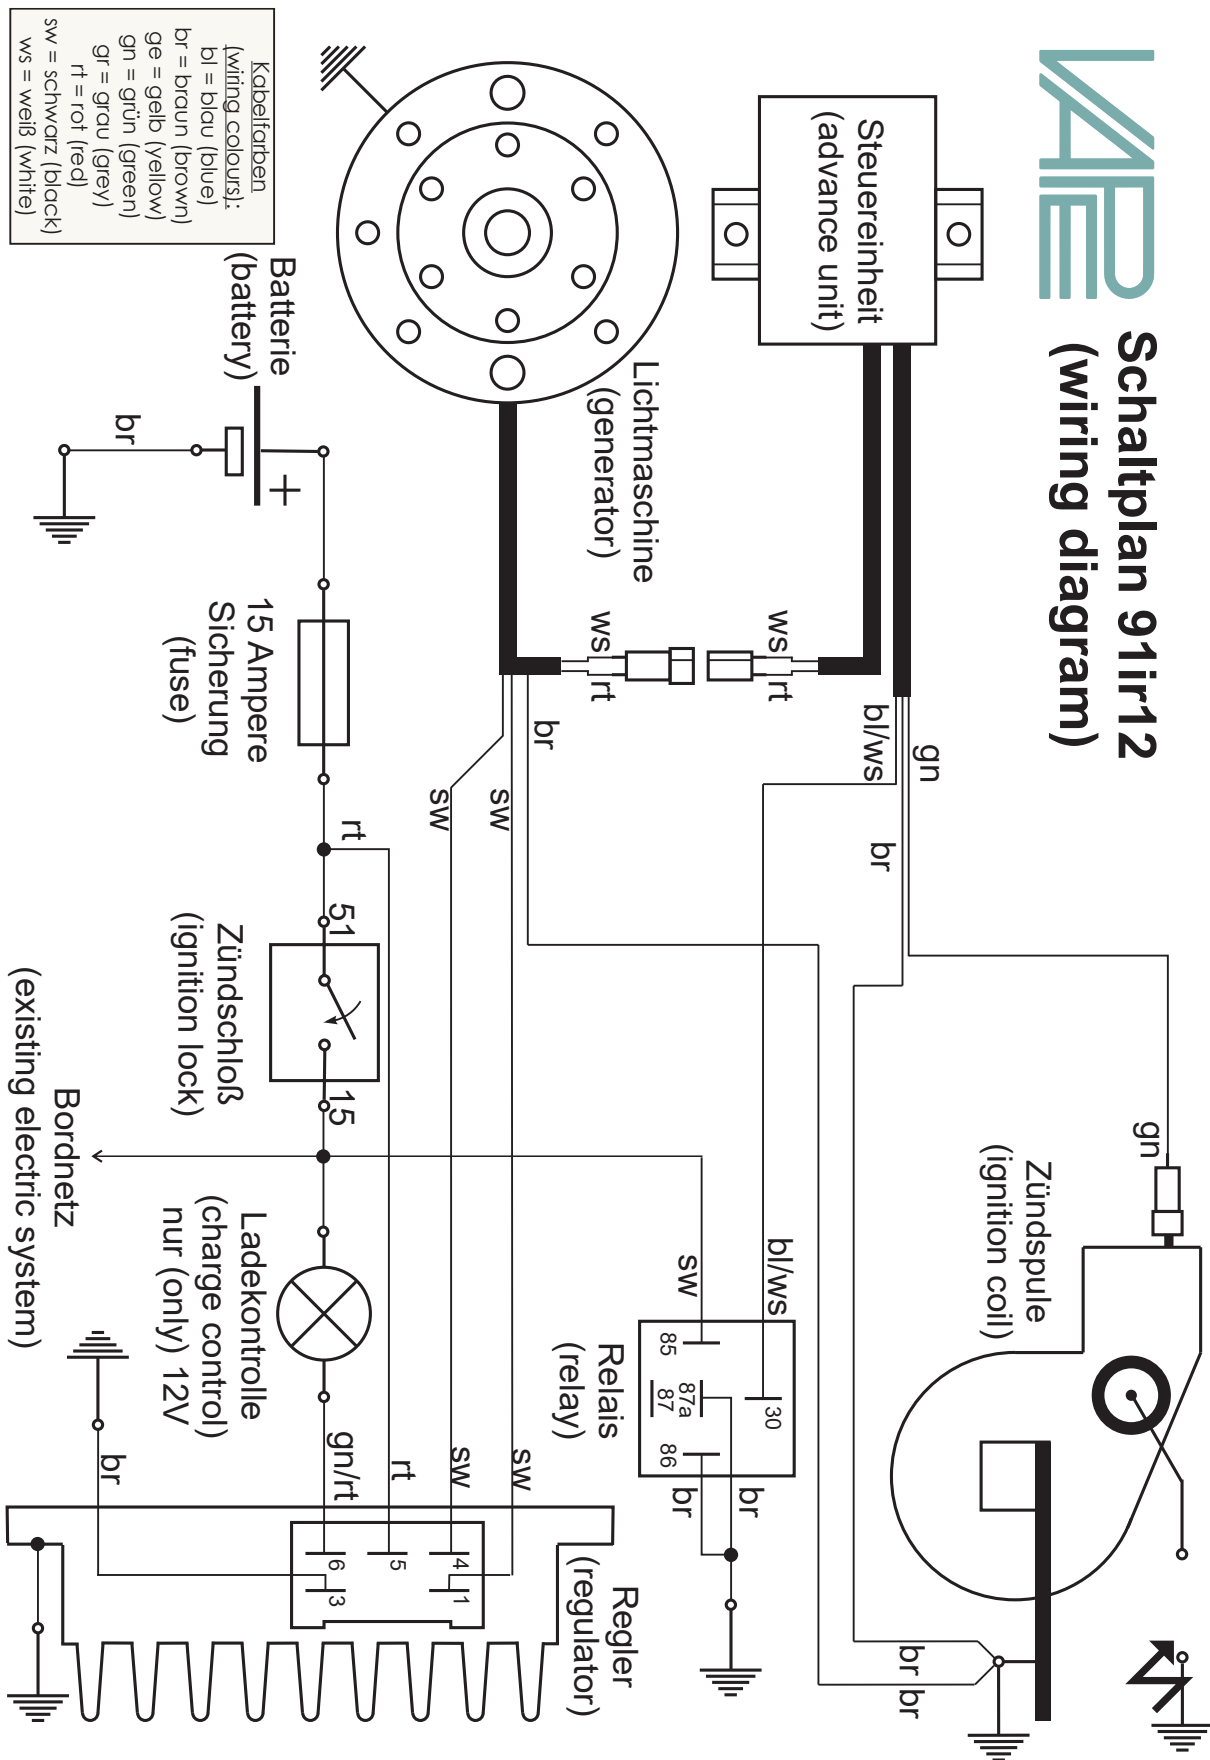 VAPE
Schaltplan 91ir12
(wiring diagram)
Steuereinheit
(advance unit)
Lichtmaschine
(generator)
ws
rt
ws
rt
br
sw
sw
bl/ws
gn
br
gn
Zündspule
(ignition coil)
Kabelfarben
(wiring colours):
bl = blau (blue)
br = braun (brown)
ge = gelb (yellow)
gn = grün (green)
gr = grau (grey)
rt = rot (red)
sw = schwarz (black)
ws = weiß (white)
Batterie
(battery)
br
+
15 Ampere
Sicherung
(fuse)
rt
51
Zündschloß
(ignition lock)
15
Bordnetz
(existing electric system)
Ladekontrolle
(charge control)
nur (only) 12V
gn/rt
rt
sw
sw
br
bl/ws
sw
85
87a
87
30
86
Relais
(relay)
br
br
6
5
4
3
1
Regler
(regulator)
br
br